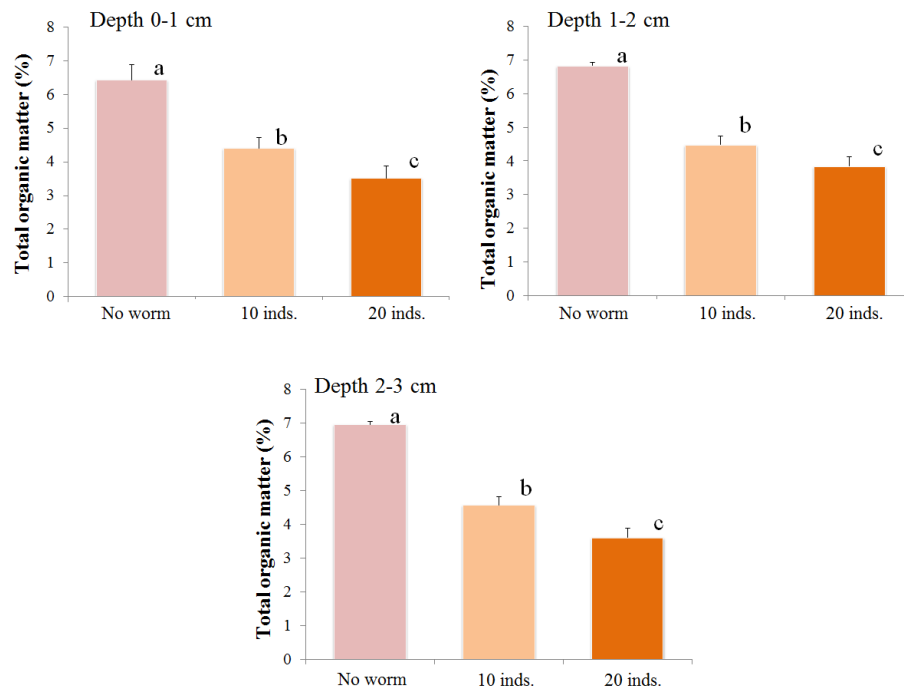 Depth 0-1 cm
Total organic matter (%)
8
7
6
5
4
3
2
1
0
a
b
c
No worm 10 inds. 20 inds.
Depth 1-2 cm
Total organic matter (%)
8
7
6
5
4
3
2
1
0
a
b
c
No worm 10 inds. 20 inds.
Depth 2-3 cm
Total organic matter (%)
8
7
6
5
4
3
2
1
0
a
b
c
No worm 10 inds. 20 inds.